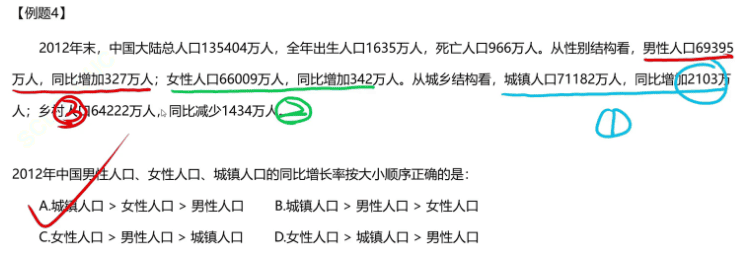 【例题4】
2012年末，中国大陆总人口135404万人，全年出生人口1635万人，死亡人口966万人。从性别结构看，男性人口69395
万人，同比增加327万人；女性人口66009万人，同比增加342万人。从城乡结构看，城镇人口71182万人，同比增加2103万
人；乡村人口64222万人，同比减少1434万人。
③ ② ①
2012年中国男性人口、女性人口、城镇人口的同比增长率按大小顺序正确的是：
A.城镇人口 > 女性人口 > 男性人口 B.城镇人口 > 男性人口 > 女性人口
C.女性人口 > 男性人口 > 城镇人口 D.女性人口 > 城镇人口 > 男性人口